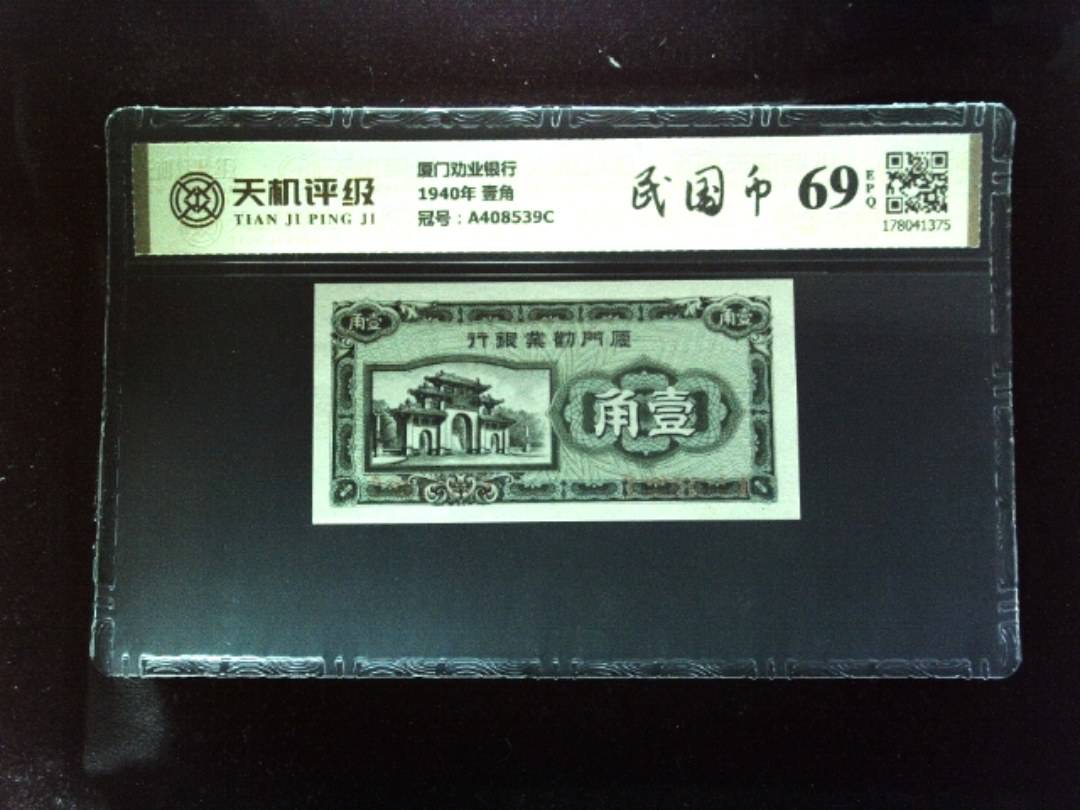 天机评级
TIAN JI PING JI
厦门劝业银行
1940年 壹角
冠号：A408539C
民国币
69
EPQ
178041375
角壹
角壹
行銀業勸門厦
角壹